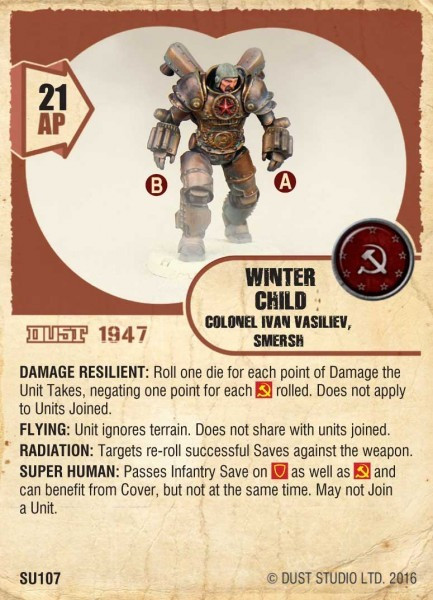 21
AP
B
A
WINTER
CHILD
COLONEL IVAN VASILIEV,
SMERSH
DUST 1947
DAMAGE RESILIENT: Roll one die for each point of Damage the
Unit Takes, negating one point for each rolled. Does not apply
to Units Joined.
FLYING: Unit ignores terrain. Does not share with units joined.
RADIATION: Targets re-roll successful Saves against the weapon.
SUPER HUMAN: Passes Infantry Save on as well as and
can benefit from Cover, but not at the same time. May not Join
a Unit.
SU107
© DUST STUDIO LTD. 2016